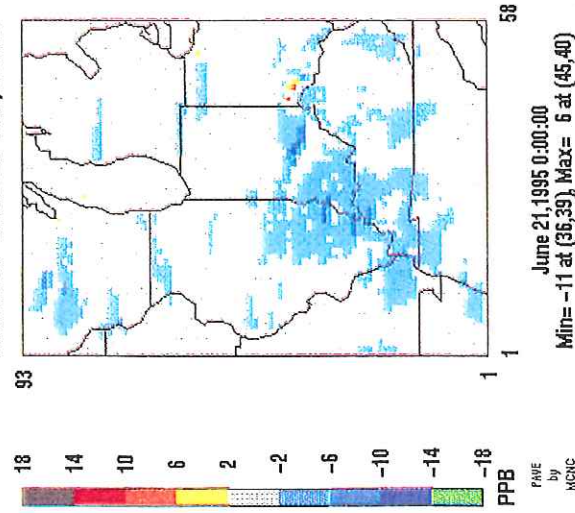 93
1
1
58
18
14
10
6
2
-2
-6
-10
-14
-18
PPB
PAVE
by
MCNC
June 21,1995 0:00:00
Min= -11 at (36,39), Max= 6 at (45,40)